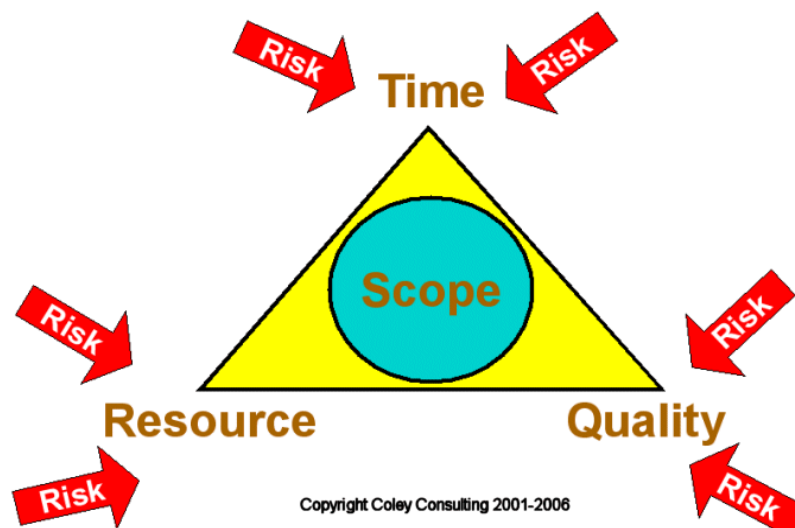 Risk
Risk
Time
Scope
Risk
Risk
Resource
Quality
Risk
Risk
Copyright Coley Consulting 2001-2006